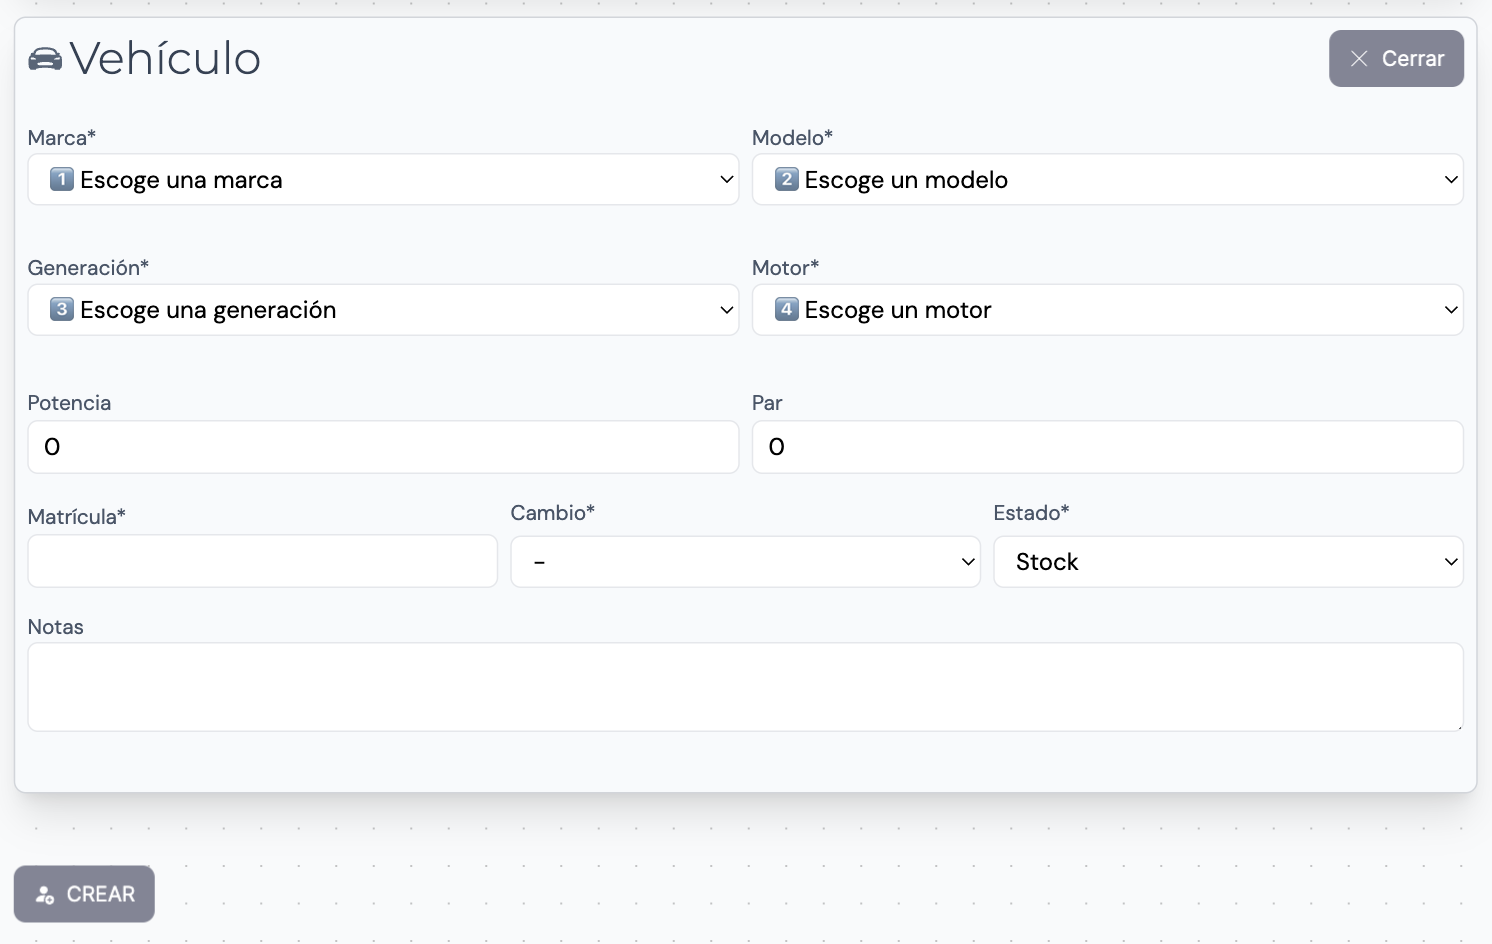 Vehículo
Cerrar
Marca*
Modelo*
1 Escoge una marca
2 Escoge un modelo
Generación*
Motor*
3 Escoge una generación
4 Escoge un motor
Potencia
Par
0
0
Matrícula*
Cambio*
Estado*
-
Stock
Notas
CREAR